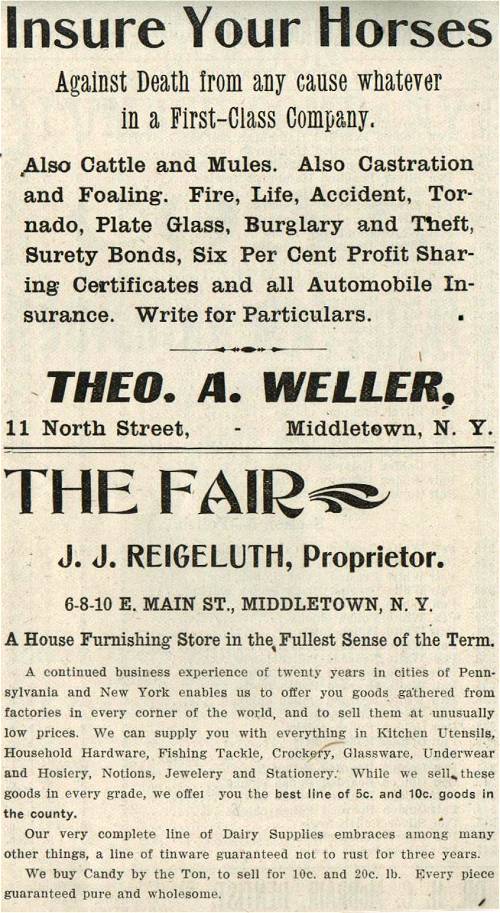 Insure Your Horses
Against Death from any cause whatever
in a First-Class Company.
Also Cattle and Mules. Also Castration
and Foaling. Fire, Life, Accident, Tor-
nado, Plate Glass, Burglary and Theft,
Surety Bonds, Six Per Cent Profit Shar-
ing Certificates and all Automobile In-
surance. Write for Particulars.
THEO. A. WELLER,
11 North Street, - Middletown, N. Y.
THE FAIR
J. J. REIGELUTH, Proprietor.
6-8-10 E. MAIN ST., MIDDLETOWN, N. Y.
A House Furnishing Store in the Fullest Sense of the Term.
A continued business experience of twenty years in cities of Penn-
sylvania and New York enables us to offer you goods gathered from
factories in every corner of the world, and to sell them at unusually
low prices. We can supply you with everything in Kitchen Utensils,
Household Hardware, Fishing Tackle, Crockery, Glassware, Underwear
and Hosiery, Notions, Jewelery and Stationery. While we sell these
goods in every grade, we offer you the best line of 5c. and 10c. goods in
the county.
Our very complete line of Dairy Supplies embraces among many
other things, a line of tinware guaranteed not to rust for three years.
We buy Candy by the Ton, to sell for 10c. and 20c. lb. Every piece
guaranteed pure and wholesome.